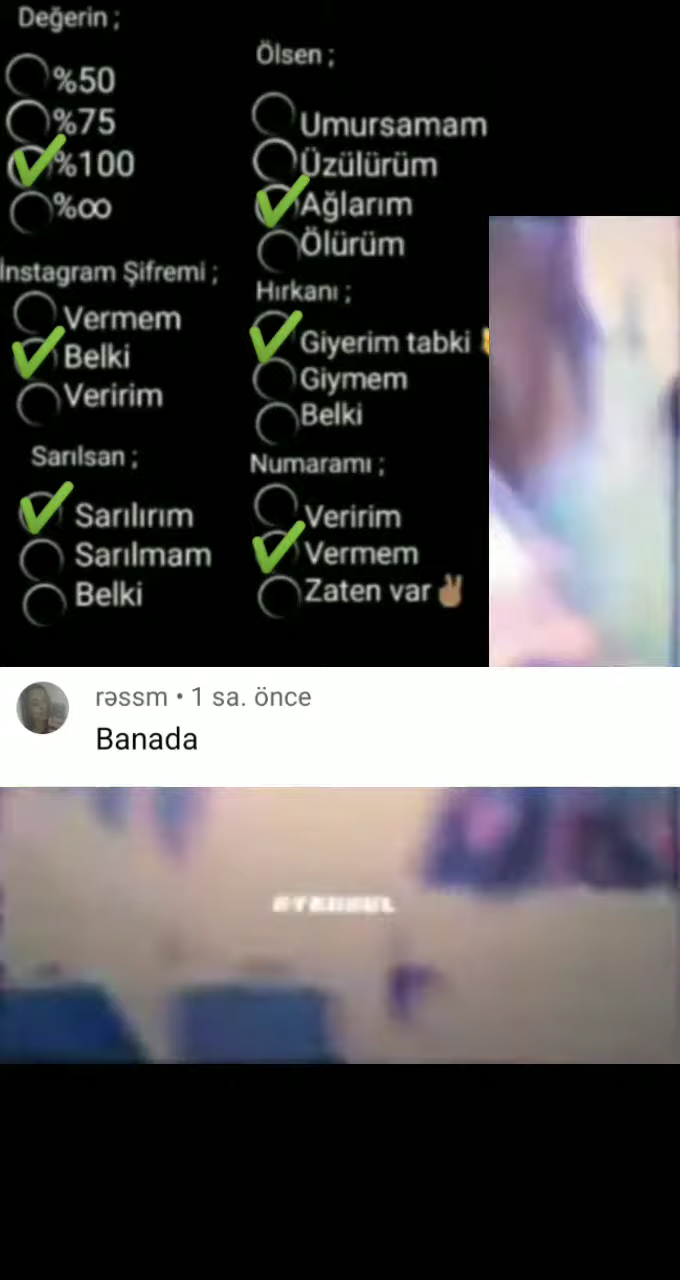 Değerin ;
%50
%75
%100
%∞
İnstagram Şifremi ;
Vermem
Belki
Veririm
Sarılsan ;
Sarılırım
Sarılmam
Belki
Ölsen ;
Umursamam
Üzülürüm
Ağlarım
Ölürüm
Hırkanı ;
Giyerim tabki
Giymem
Belki
Numaramı ;
Veririm
Vermem
Zaten var ✌🏽
rəssm • 1 sa. önce
Banada